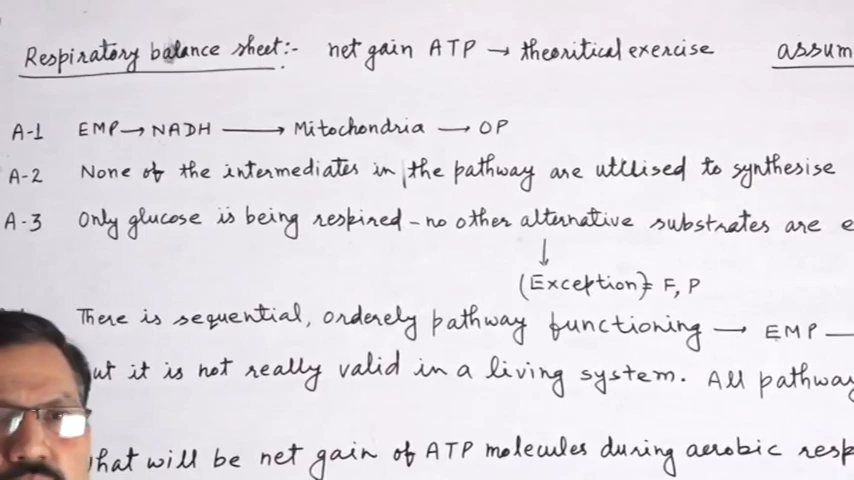 Respiratory balance sheet:- net gain ATP → theoritical exercise assum
A-1 EMP → NADH → Mitochondria → OP
A-2 None of the intermediates in the pathway are utilised to synthesise
A-3 Only glucose is being respired - no other alternative substrates are e
↓
(Exception) = F, P
There is sequential, orderely pathway functioning → EMP —
ut it is not really valid in a living system. All pathway
hat will be net gain of ATP molecules during aerobic resp